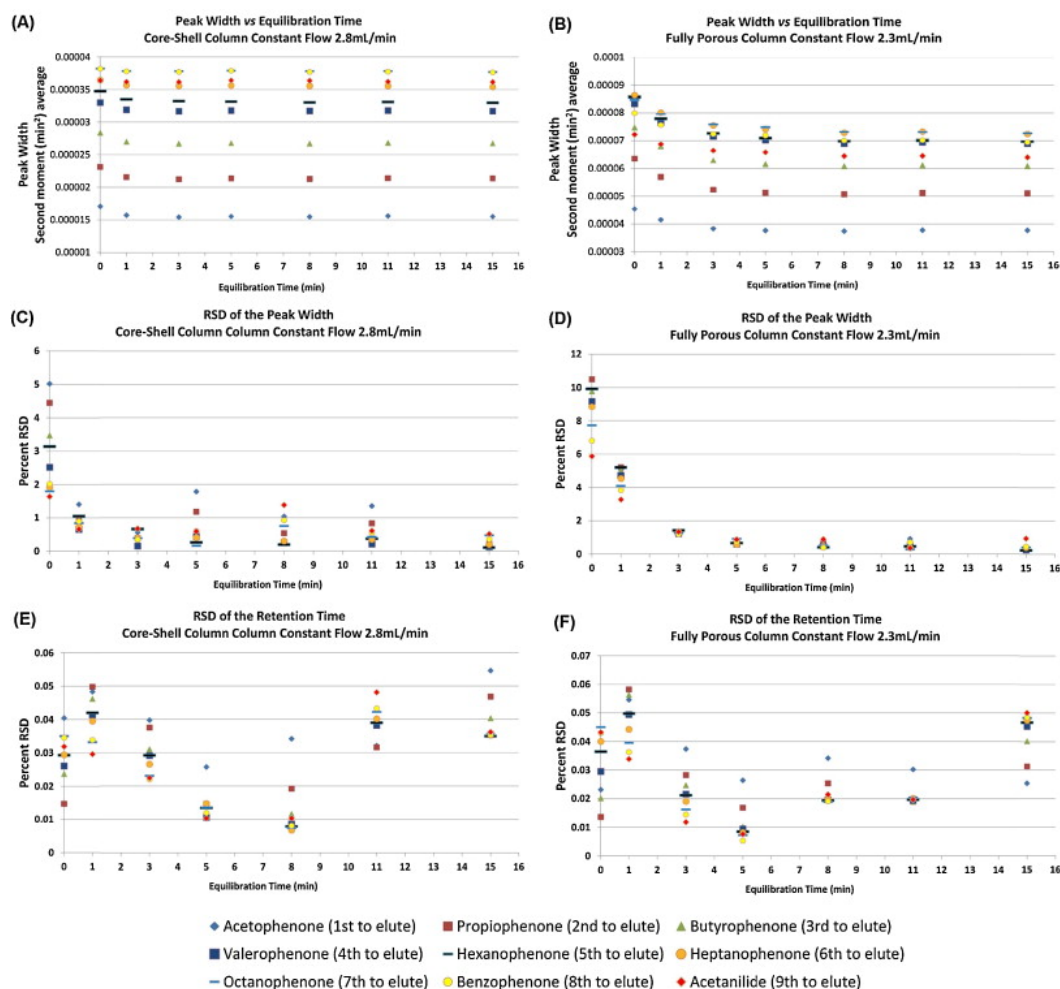 (A)
Peak Width vs Equilibration Time
Core-Shell Column Constant Flow 2.8mL/min
Peak Width
Second moment (min²) average
0.00004
0.000035
0.00003
0.000025
0.00002
0.000015
0.00001
0 1 2 3 4 5 6 7 8 9 10 11 12 13 14 15 16
Equilibration Time (min)
(B)
Peak Width vs Equilibration Time
Fully Porous Column Constant Flow 2.3mL/min
Peak Width
Second moment (min²) average
0.0001
0.00009
0.00008
0.00007
0.00006
0.00005
0.00004
0.00003
0 1 2 3 4 5 6 7 8 9 10 11 12 13 14 15 16
Equilibration Time (min)
(C)
RSD of the Peak Width
Core-Shell Column Column Constant Flow 2.8mL/min
Percent RSD
6
5
4
3
2
1
0
0 1 2 3 4 5 6 7 8 9 10 11 12 13 14 15 16
Equilibration Time (min)
(D)
RSD of the Peak Width
Fully Porous Column Constant Flow 2.3mL/min
Percent RSD
12
10
8
6
4
2
0
0 1 2 3 4 5 6 7 8 9 10 11 12 13 14 15 16
Equilibration Time (min)
(E)
RSD of the Retention Time
Core-Shell Column Column Constant Flow 2.8mL/min
Percent RSD
0.06
0.05
0.04
0.03
0.02
0.01
0
0 1 2 3 4 5 6 7 8 9 10 11 12 13 14 15 16
Equilibration Time (min)
(F)
RSD of the Retention Time
Fully Porous Column Constant Flow 2.3mL/min
Percent RSD
0.07
0.06
0.05
0.04
0.03
0.02
0.01
0
0 1 2 3 4 5 6 7 8 9 10 11 12 13 14 15 16
Equilibration Time (min)
Acetophenone (1st to elute) Propiophenone (2nd to elute) Butyrophenone (3rd to elute)
Valerophenone (4th to elute) Hexanophenone (5th to elute) Heptanophenone (6th to elute)
Octanophenone (7th to elute) Benzophenone (8th to elute) Acetanilide (9th to elute)